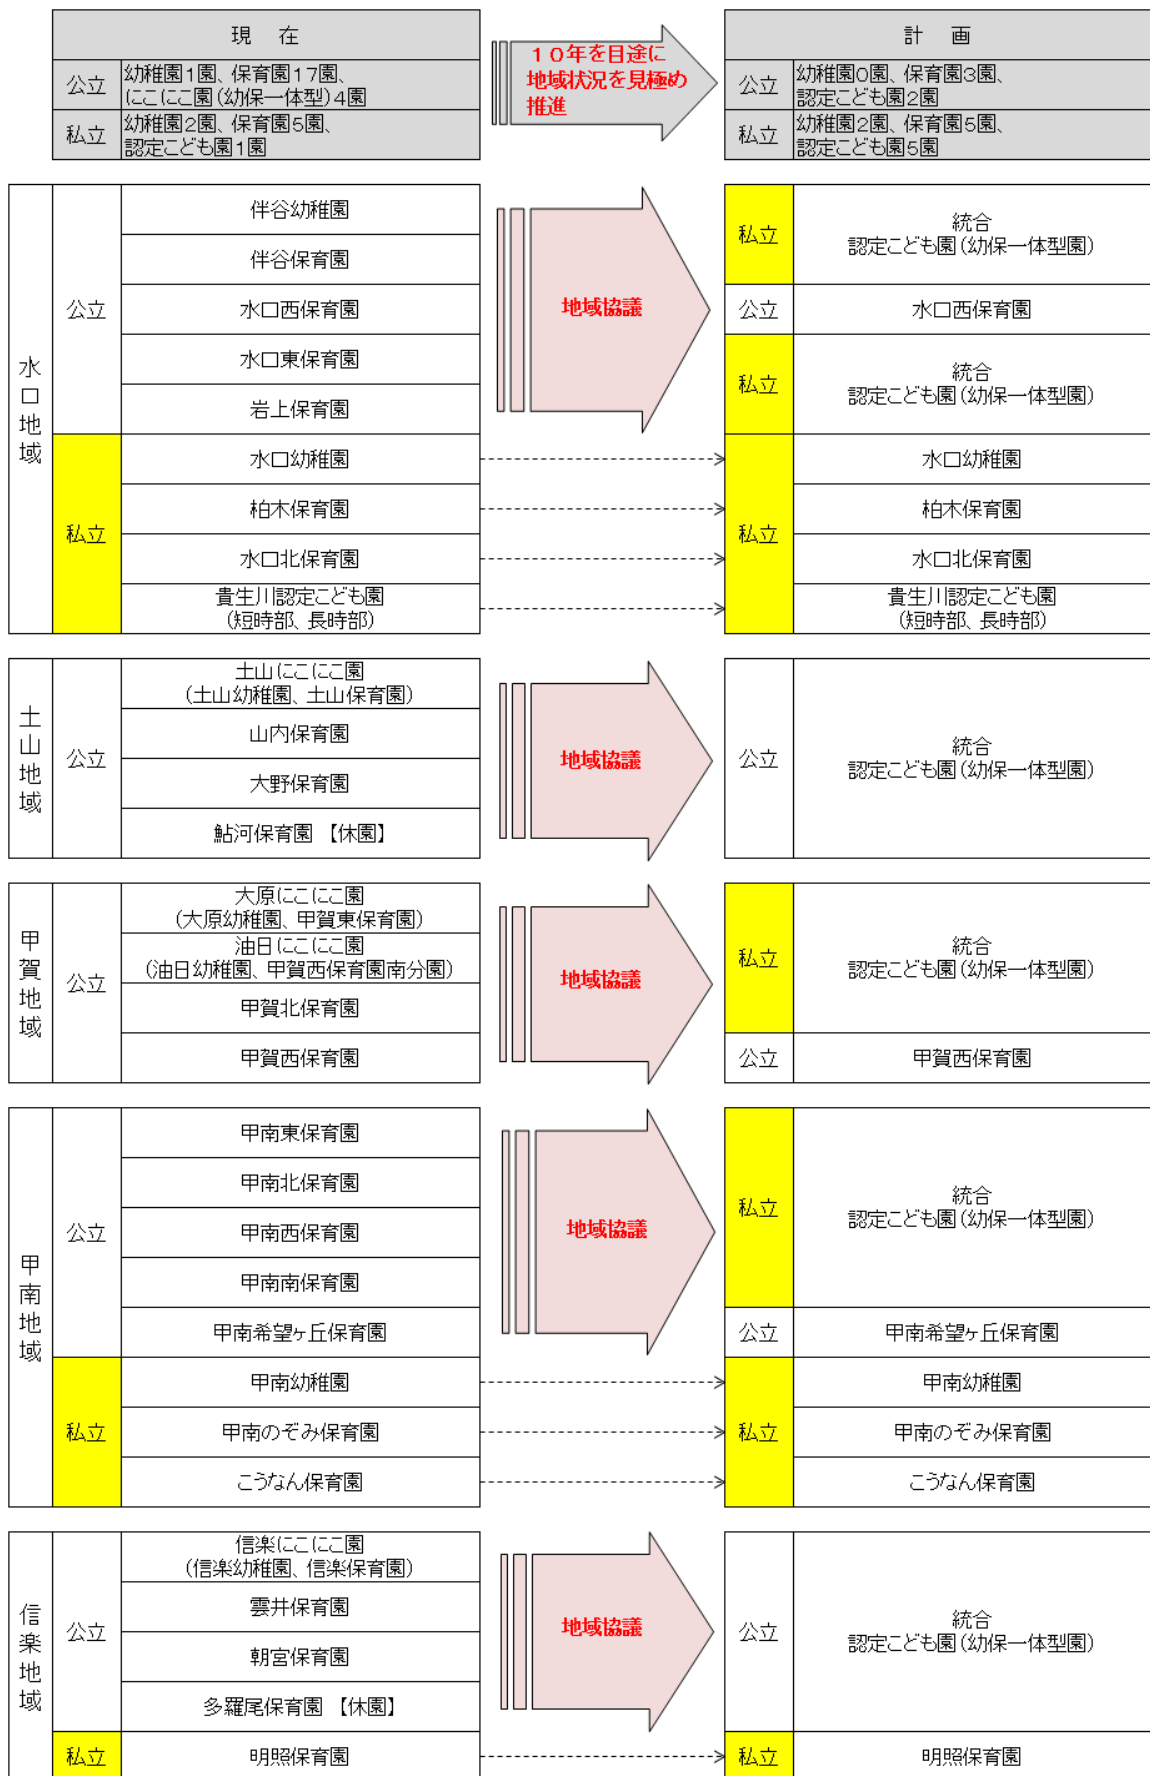 現 在
公立
幼稚園1園、保育園17園、
にこにこ園(幼保一体型)4園
私立
幼稚園2園、保育園5園、
認定こども園1園
10年を目途に
地域状況を見極め
推進
計 画
公立
幼稚園0園、保育園3園、
認定こども園2園
私立
幼稚園2園、保育園5園、
認定こども園5園
水口地域
公立
伴谷幼稚園
伴谷保育園
水口西保育園
水口東保育園
岩上保育園
私立
水口幼稚園
柏木保育園
水口北保育園
貴生川認定こども園
(短時部、長時部)
地域協議
私立
統合
認定こども園(幼保一体型園)
公立
水口西保育園
私立
統合
認定こども園(幼保一体型園)
私立
水口幼稚園
柏木保育園
水口北保育園
貴生川認定こども園
(短時部、長時部)
土山地域
公立
土山にこにこ園
(土山幼稚園、土山保育園)
山内保育園
大野保育園
鮎河保育園 【休園】
地域協議
公立
統合
認定こども園(幼保一体型園)
甲賀地域
公立
大原にこにこ園
(大原幼稚園、甲賀東保育園)
油日にこにこ園
(油日幼稚園、甲賀西保育園南分園)
甲賀北保育園
甲賀西保育園
地域協議
私立
統合
認定こども園(幼保一体型園)
公立
甲賀西保育園
甲南地域
公立
甲南東保育園
甲南北保育園
甲南西保育園
甲南南保育園
甲南希望ヶ丘保育園
私立
甲南幼稚園
甲南のぞみ保育園
こうなん保育園
地域協議
私立
統合
認定こども園(幼保一体型園)
公立
甲南希望ヶ丘保育園
私立
甲南幼稚園
甲南のぞみ保育園
こうなん保育園
信楽地域
公立
信楽にこにこ園
(信楽幼稚園、信楽保育園)
雲井保育園
朝宮保育園
多羅尾保育園 【休園】
私立
明照保育園
地域協議
公立
統合
認定こども園(幼保一体型園)
私立
明照保育園